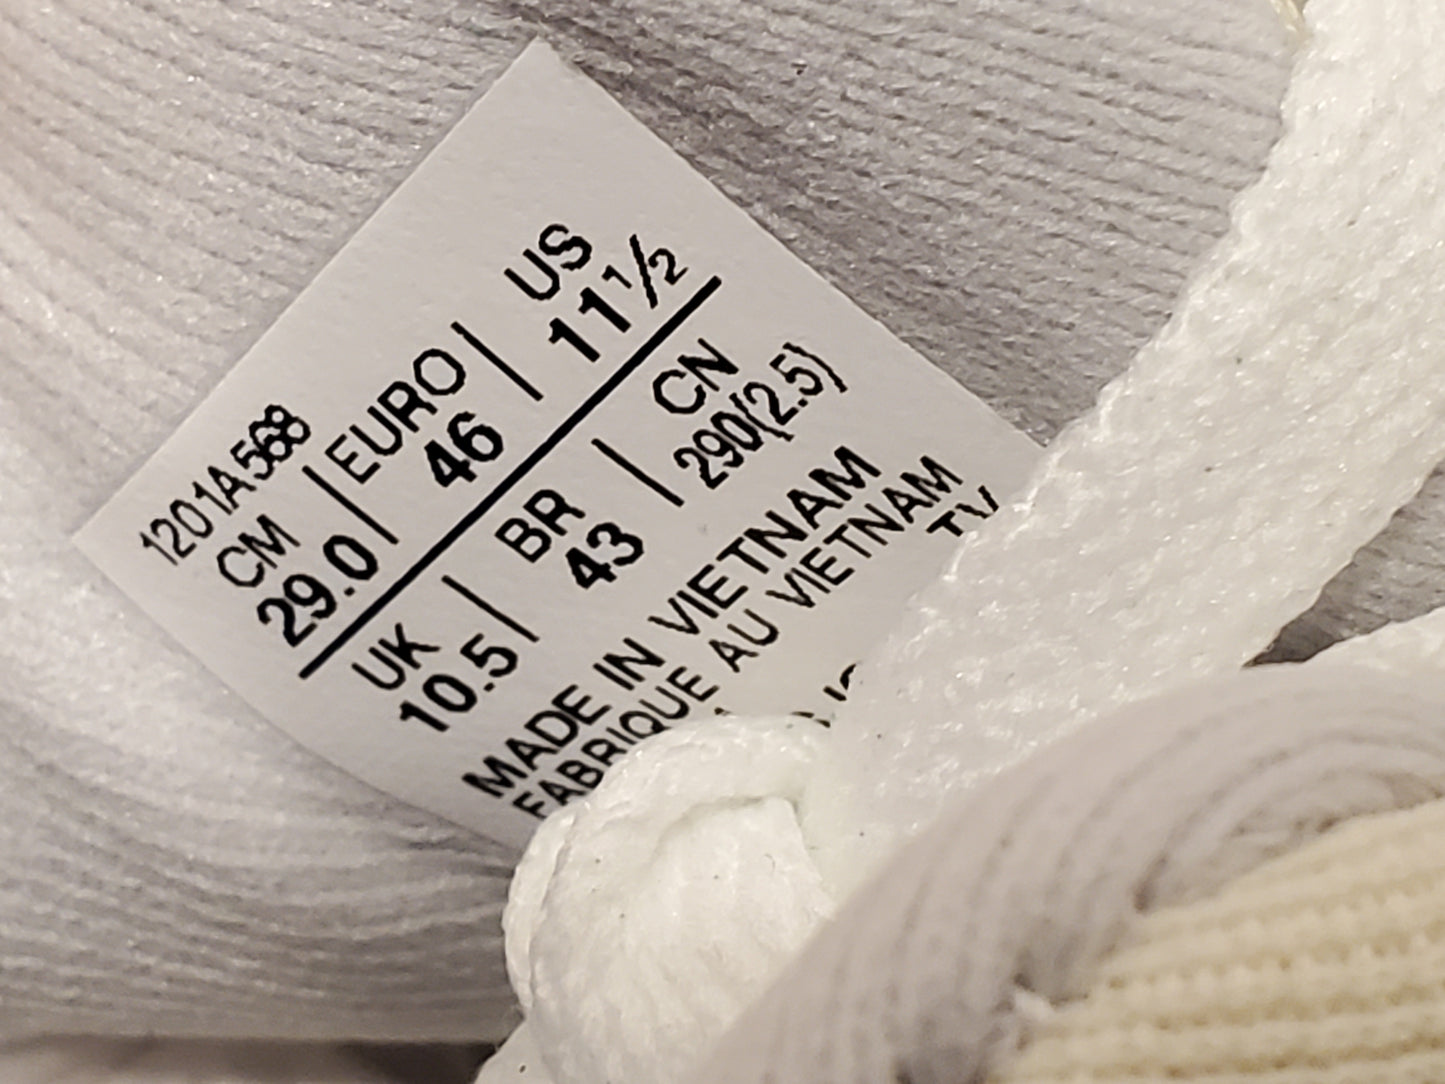 1201A568
CM | EURO | US
29.0 | 46 | 11 1/2
UK | BR | CN
10.5 | 43 | 290(2.5)
MADE IN VIETNAM
FABRIQUE AU VIETNAM
TV